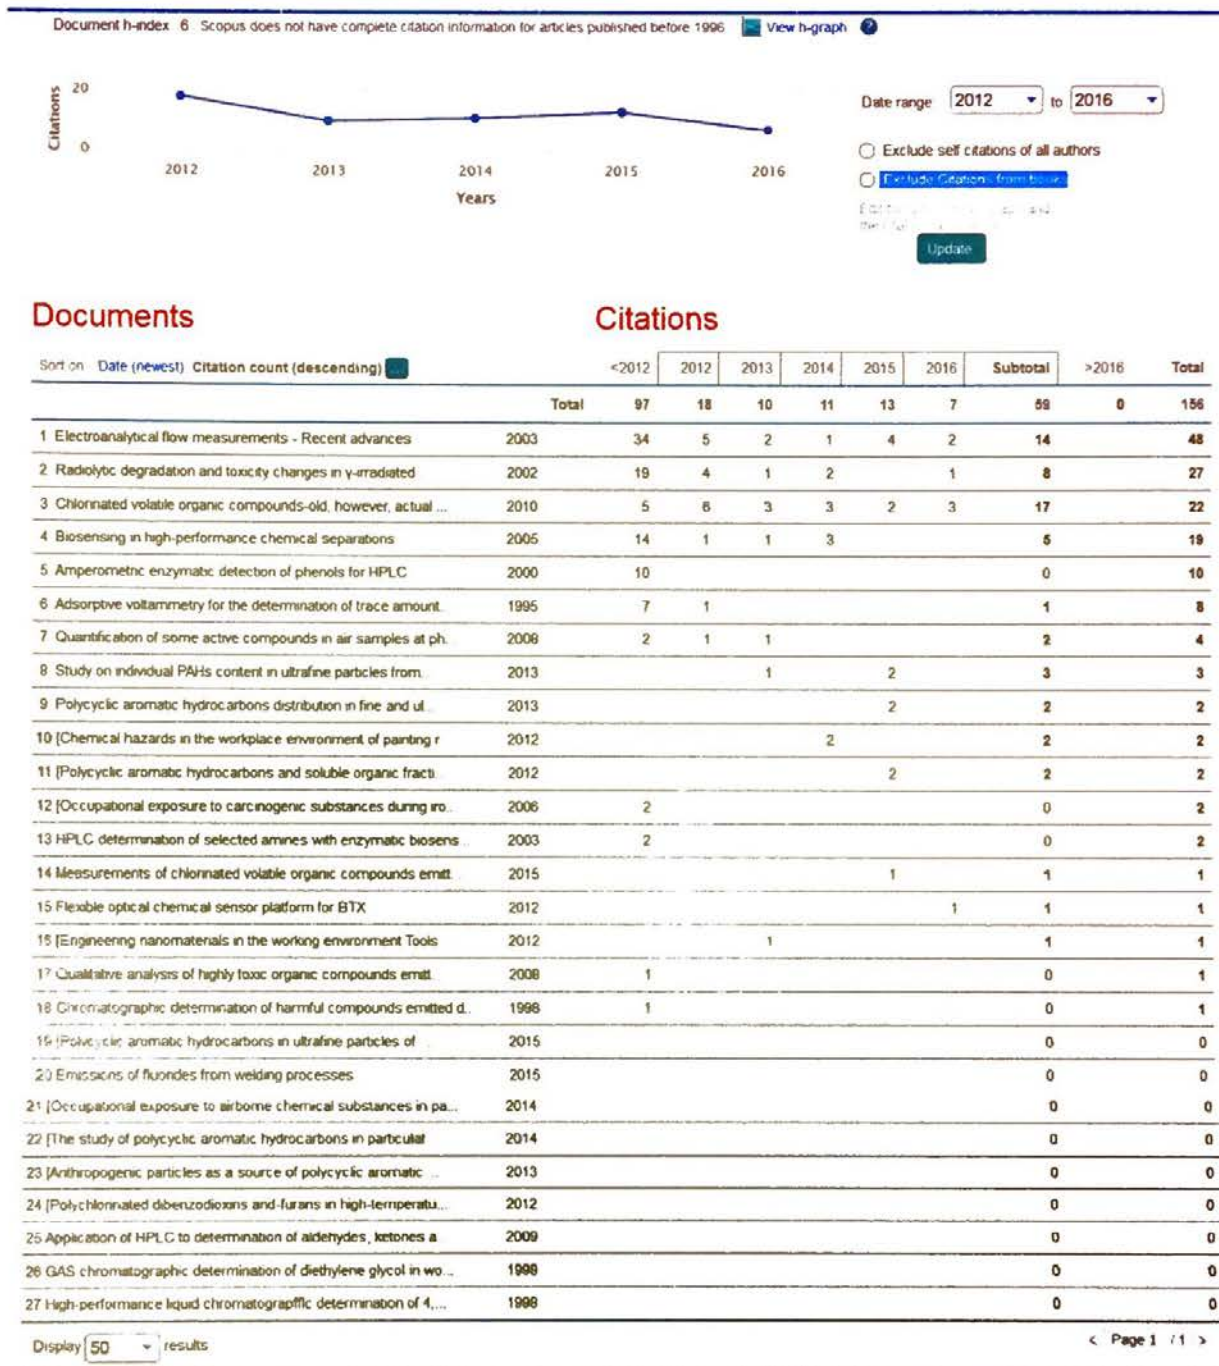 Document h-index 6 Scopus does not have complete citation information for articles published before 1996 View h-graph ?
20
Citations
0
2012 2013 2014 2015 2016
Years
Date range 2012 to 2016
Exclude self citations of all authors
Exclude Citations from books
Update
Documents Citations
Sort on Date (newest) Citation count (descending) ... <2012 2012 2013 2014 2015 2016 Subtotal >2016 Total
Total 97 18 10 11 13 7 59 0 156
1 Electroanalytical flow measurements - Recent advances 2003 34 5 2 1 4 2 14 48
2 Radiolytic degradation and toxicity changes in γ-irradiated 2002 19 4 1 2 1 8 27
3 Chlorinated volatile organic compounds-old, however, actual ... 2010 5 6 3 3 2 3 17 22
4 Biosensing in high-performance chemical separations 2005 14 1 1 3 5 19
5 Amperometric enzymatic detection of phenols for HPLC 2000 10 0 10
6 Adsorptive voltammetry for the determination of trace amount. 1995 7 1 1 8
7 Quantification of some active compounds in air samples at ph. 2008 2 1 1 2 4
8 Study on individual PAHs content in ultrafine particles from. 2013 1 2 3 3
9 Polycyclic aromatic hydrocarbons distribution in fine and ul 2013 2 2 2
10 [Chemical hazards in the workplace environment of painting r 2012 2 2 2
11 [Polycyclic aromatic hydrocarbons and soluble organic fracti. 2012 2 2 2
12 [Occupational exposure to carcinogenic substances during iro.. 2006 2 0 2
13 HPLC determination of selected amines with enzymatic biosens .. 2003 2 0 2
14 Measurements of chlorinated volatile organic compounds emitt. 2015 1 1 1
15 Flexible optical chemical sensor platform for BTX 2012 1 1 1
16 [Engineering nanomaterials in the working environment Tools 2012 1 1 1
17 Qualitative analysis of highly toxic organic compounds emitt. 2008 1 0 1
18 Chromatographic determination of harmful compounds emitted d.. 1998 1 0 1
19 [Polycyclic aromatic hydrocarbons in ultrafine particles of 2015 0 0
20 Emissions of fluorides from welding processes 2015 0 0
21 [Occupational exposure to airborne chemical substances in pa... 2014 0 0
22 [The study of polycyclic aromatic hydrocarbons in particulat 2014 0 0
23 [Anthropogenic particles as a source of polycyclic aromatic ... 2013 0 0
24 [Polychlorinated dibenzodioxins and-furans in high-temperatu... 2012 0 0
25 Application of HPLC to determination of aldehydes, ketones a 2009 0 0
26 GAS chromatographic determination of diethylene glycol in wo... 1998 0 0
27 High-performance liquid chromatograpffic determination of 4,... 1998 0 0
Display 50 results < Page 1 / 1 >